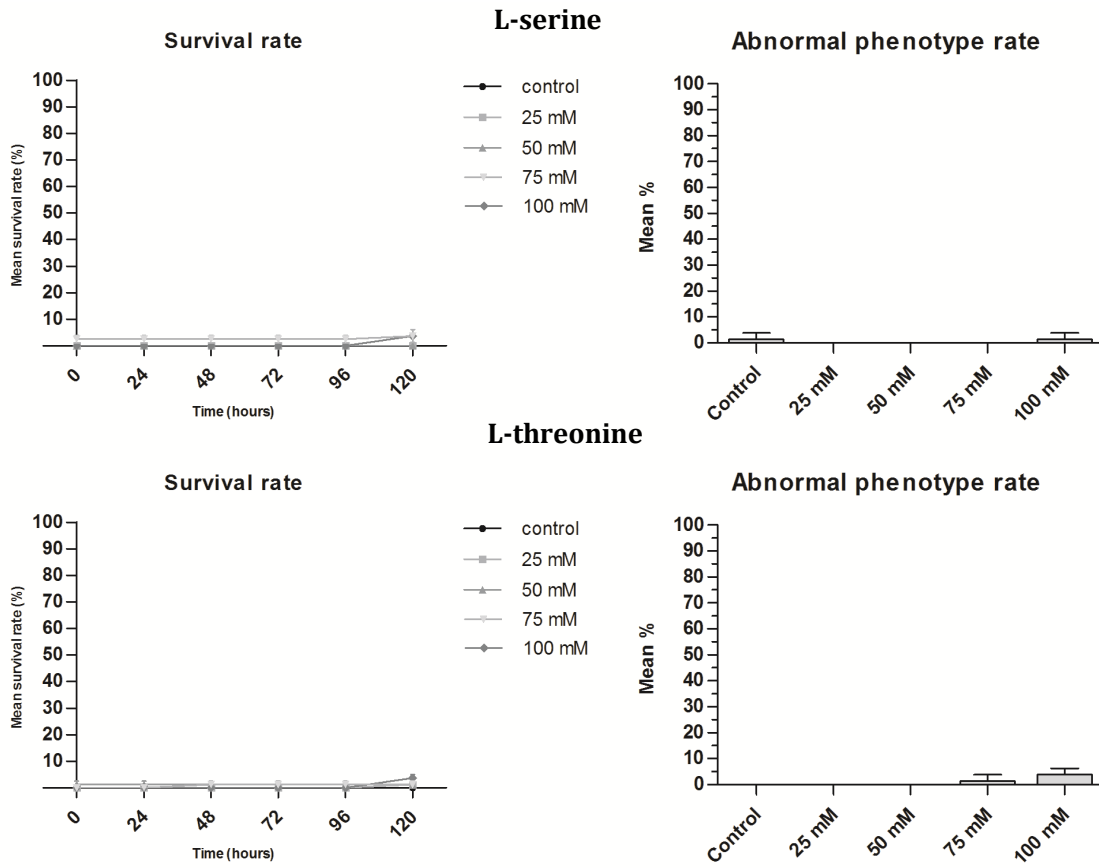 L-serine
Survival rate
Mean survival rate (%)
100
90
80
70
60
50
40
30
20
10
0
24
48
72
96
120
Time (hours)
control
25 mM
50 mM
75 mM
100 mM
Abnormal phenotype rate
Mean %
100
90
80
70
60
50
40
30
20
10
0
Control
25 mM
50 mM
75 mM
100 mM
L-threonine
Survival rate
Mean survival rate (%)
100
90
80
70
60
50
40
30
20
10
0
24
48
72
96
120
Time (hours)
control
25 mM
50 mM
75 mM
100 mM
Abnormal phenotype rate
Mean %
100
90
80
70
60
50
40
30
20
10
0
Control
25 mM
50 mM
75 mM
100 mM